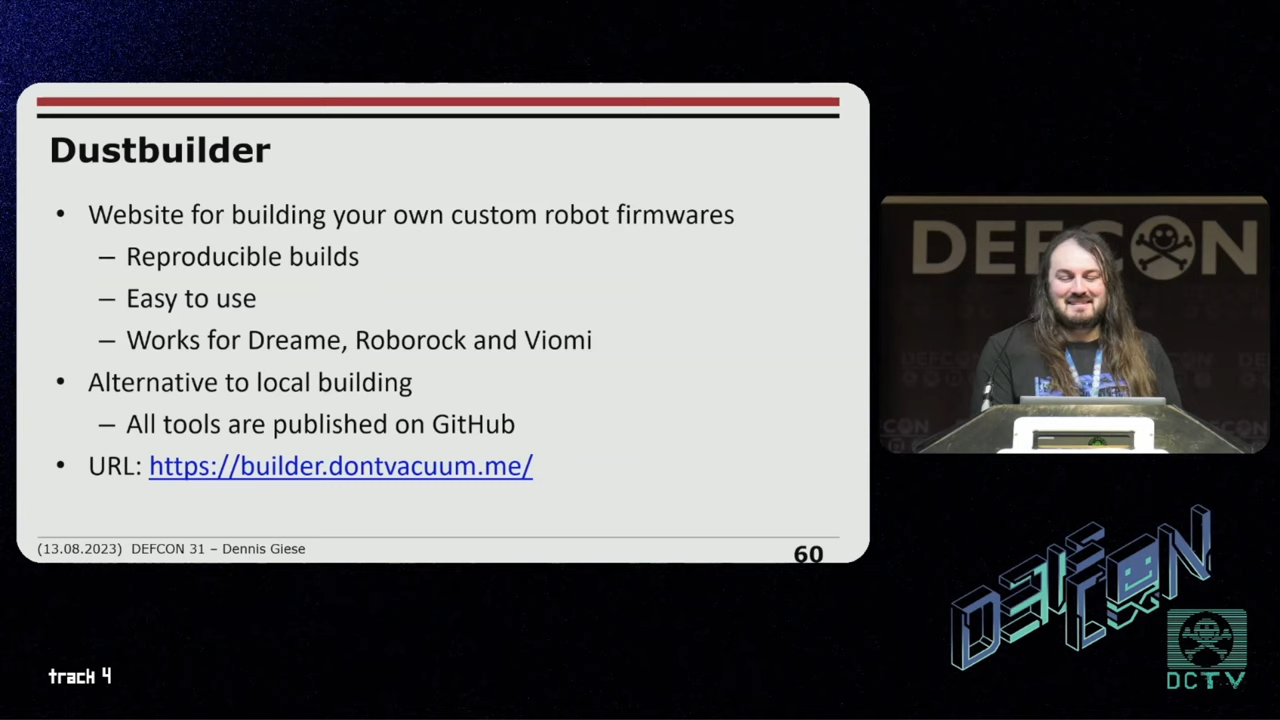 Dustbuilder
• Website for building your own custom robot firmwares
– Reproducible builds
– Easy to use
– Works for Dreame, Roborock and Viomi
• Alternative to local building
– All tools are published on GitHub
• URL: https://builder.dontvacuum.me/
(13.08.2023) DEFCON 31 – Dennis Giese
60
DEFCON
DEFCON
DCTV
track 4